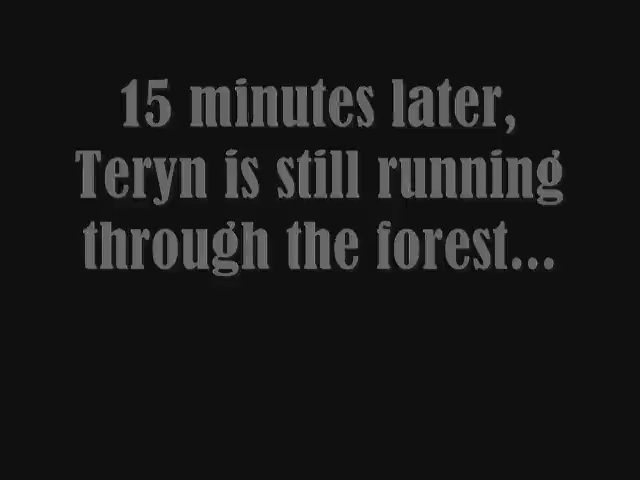 15 minutes later,
Teryn is still running
through the forest...